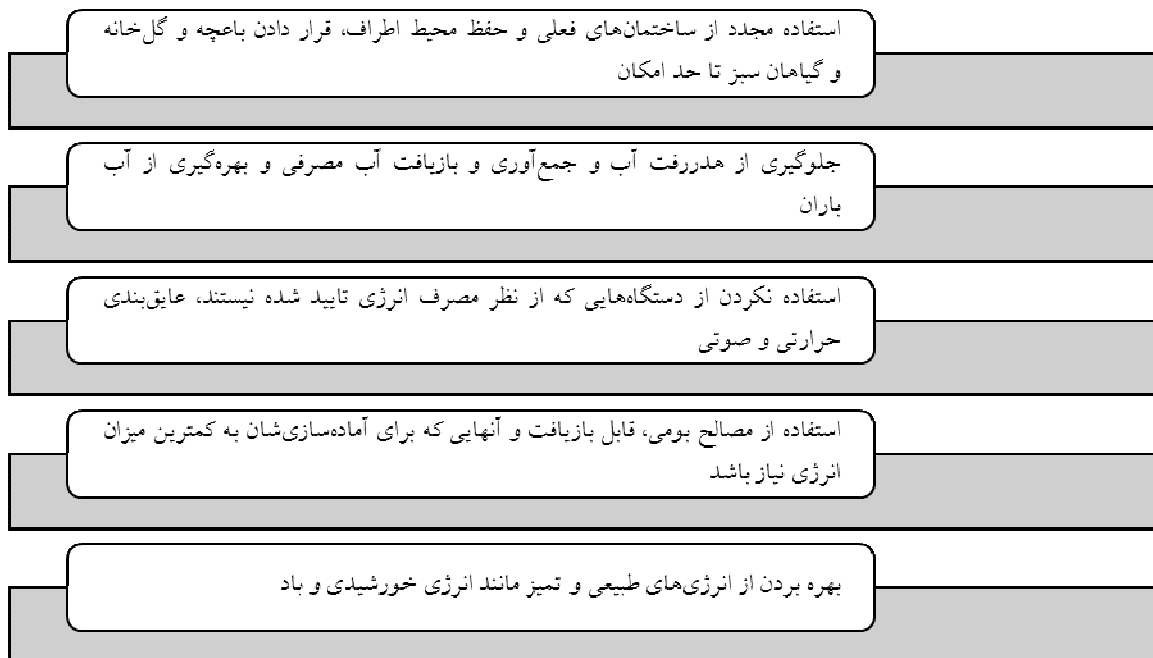 استفاده مجدد از ساختمان‌های فعلی و حفظ محیط اطراف، قرار دادن باغچه و گل‌خانه
و گیاهان سبز تا حد امکان
جلوگیری از هدررفت آب و جمع‌آوری و بازیافت آب مصرفی و بهره‌گیری از آب
باران
استفاده نکردن از دستگاه‌هایی که از نظر مصرف انرژی تایید شده نیستند، عایق‌بندی
حرارتی و صوتی
استفاده از مصالح بومی، قابل بازیافت و آنهایی که برای آماده‌سازی‌شان به کمترین میزان
انرژی نیاز باشد
بهره بردن از انرژی‌های طبیعی و تمیز مانند انرژی خورشیدی و باد